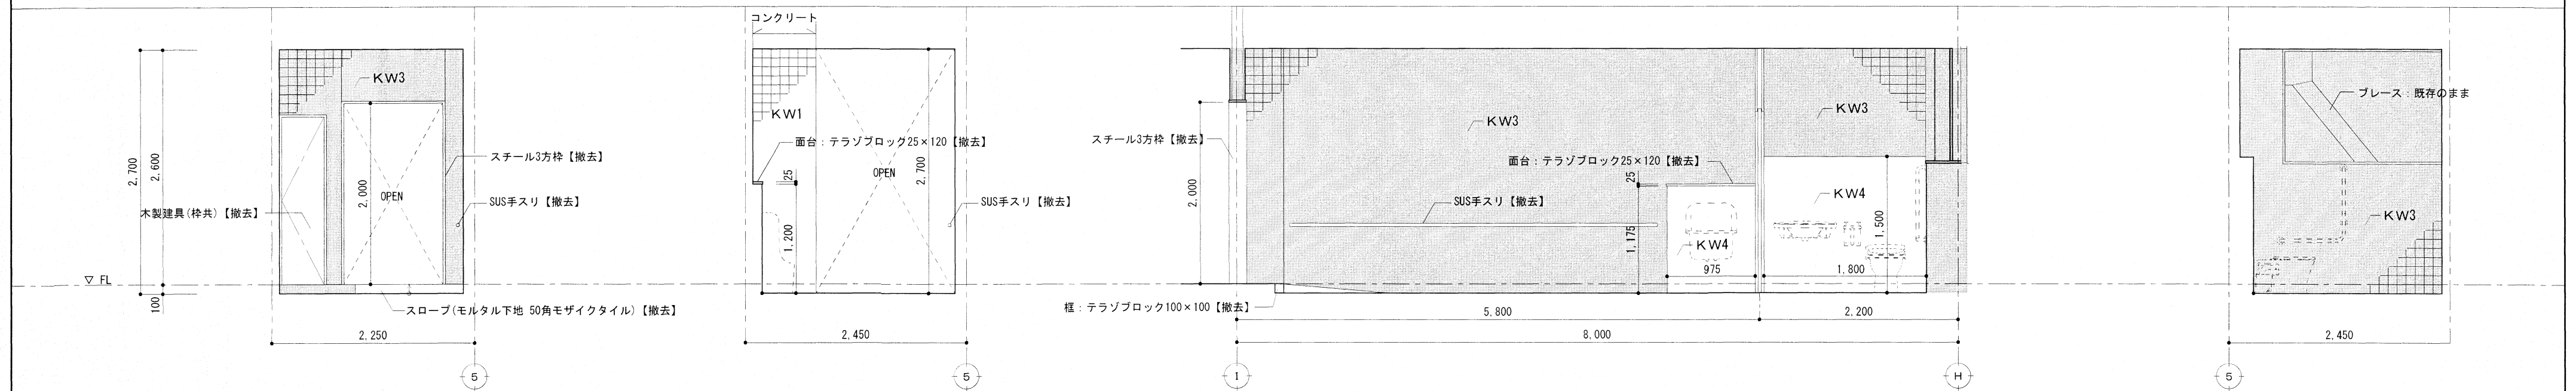 KW3
2,700
2,600
100
▽ FL
木製建具(枠共)【撤去】
2,000
OPEN
スチール3方枠【撤去】
SUS手スリ【撤去】
スロープ(モルタル下地 50角モザイクタイル)【撤去】
2,250
5
コンクリート
KW1
面台：テラゾブロック25×120【撤去】
25
1,200
OPEN
2,700
SUS手スリ【撤去】
2,450
5
スチール3方枠【撤去】
2,000
框：テラゾブロック100×100【撤去】
KW3
KW3
面台：テラゾブロック25×120【撤去】
SUS手スリ【撤去】
25
1,175
KW4
975
KW4
1,500
1,800
5,800
2,200
8,000
I
H
ブレース：既存のまま
KW3
2,450
5